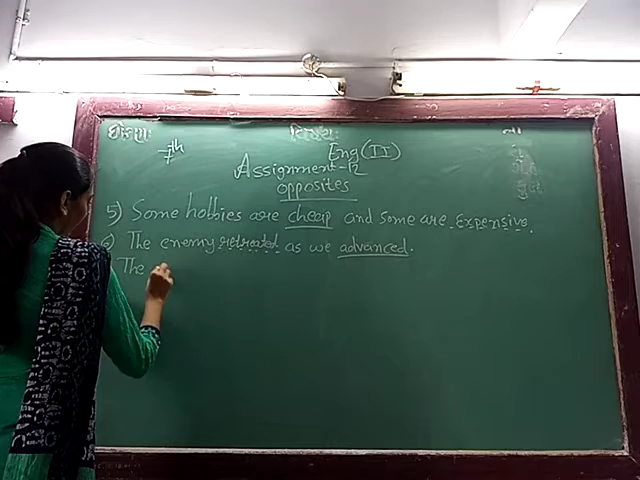 ધોરણઃ વિષયઃ તા
7th Eng (II)
Assignment-12
opposites
5) Some hobbies are cheap and some are expensive.
6) The enemy retreated as we advanced.
The